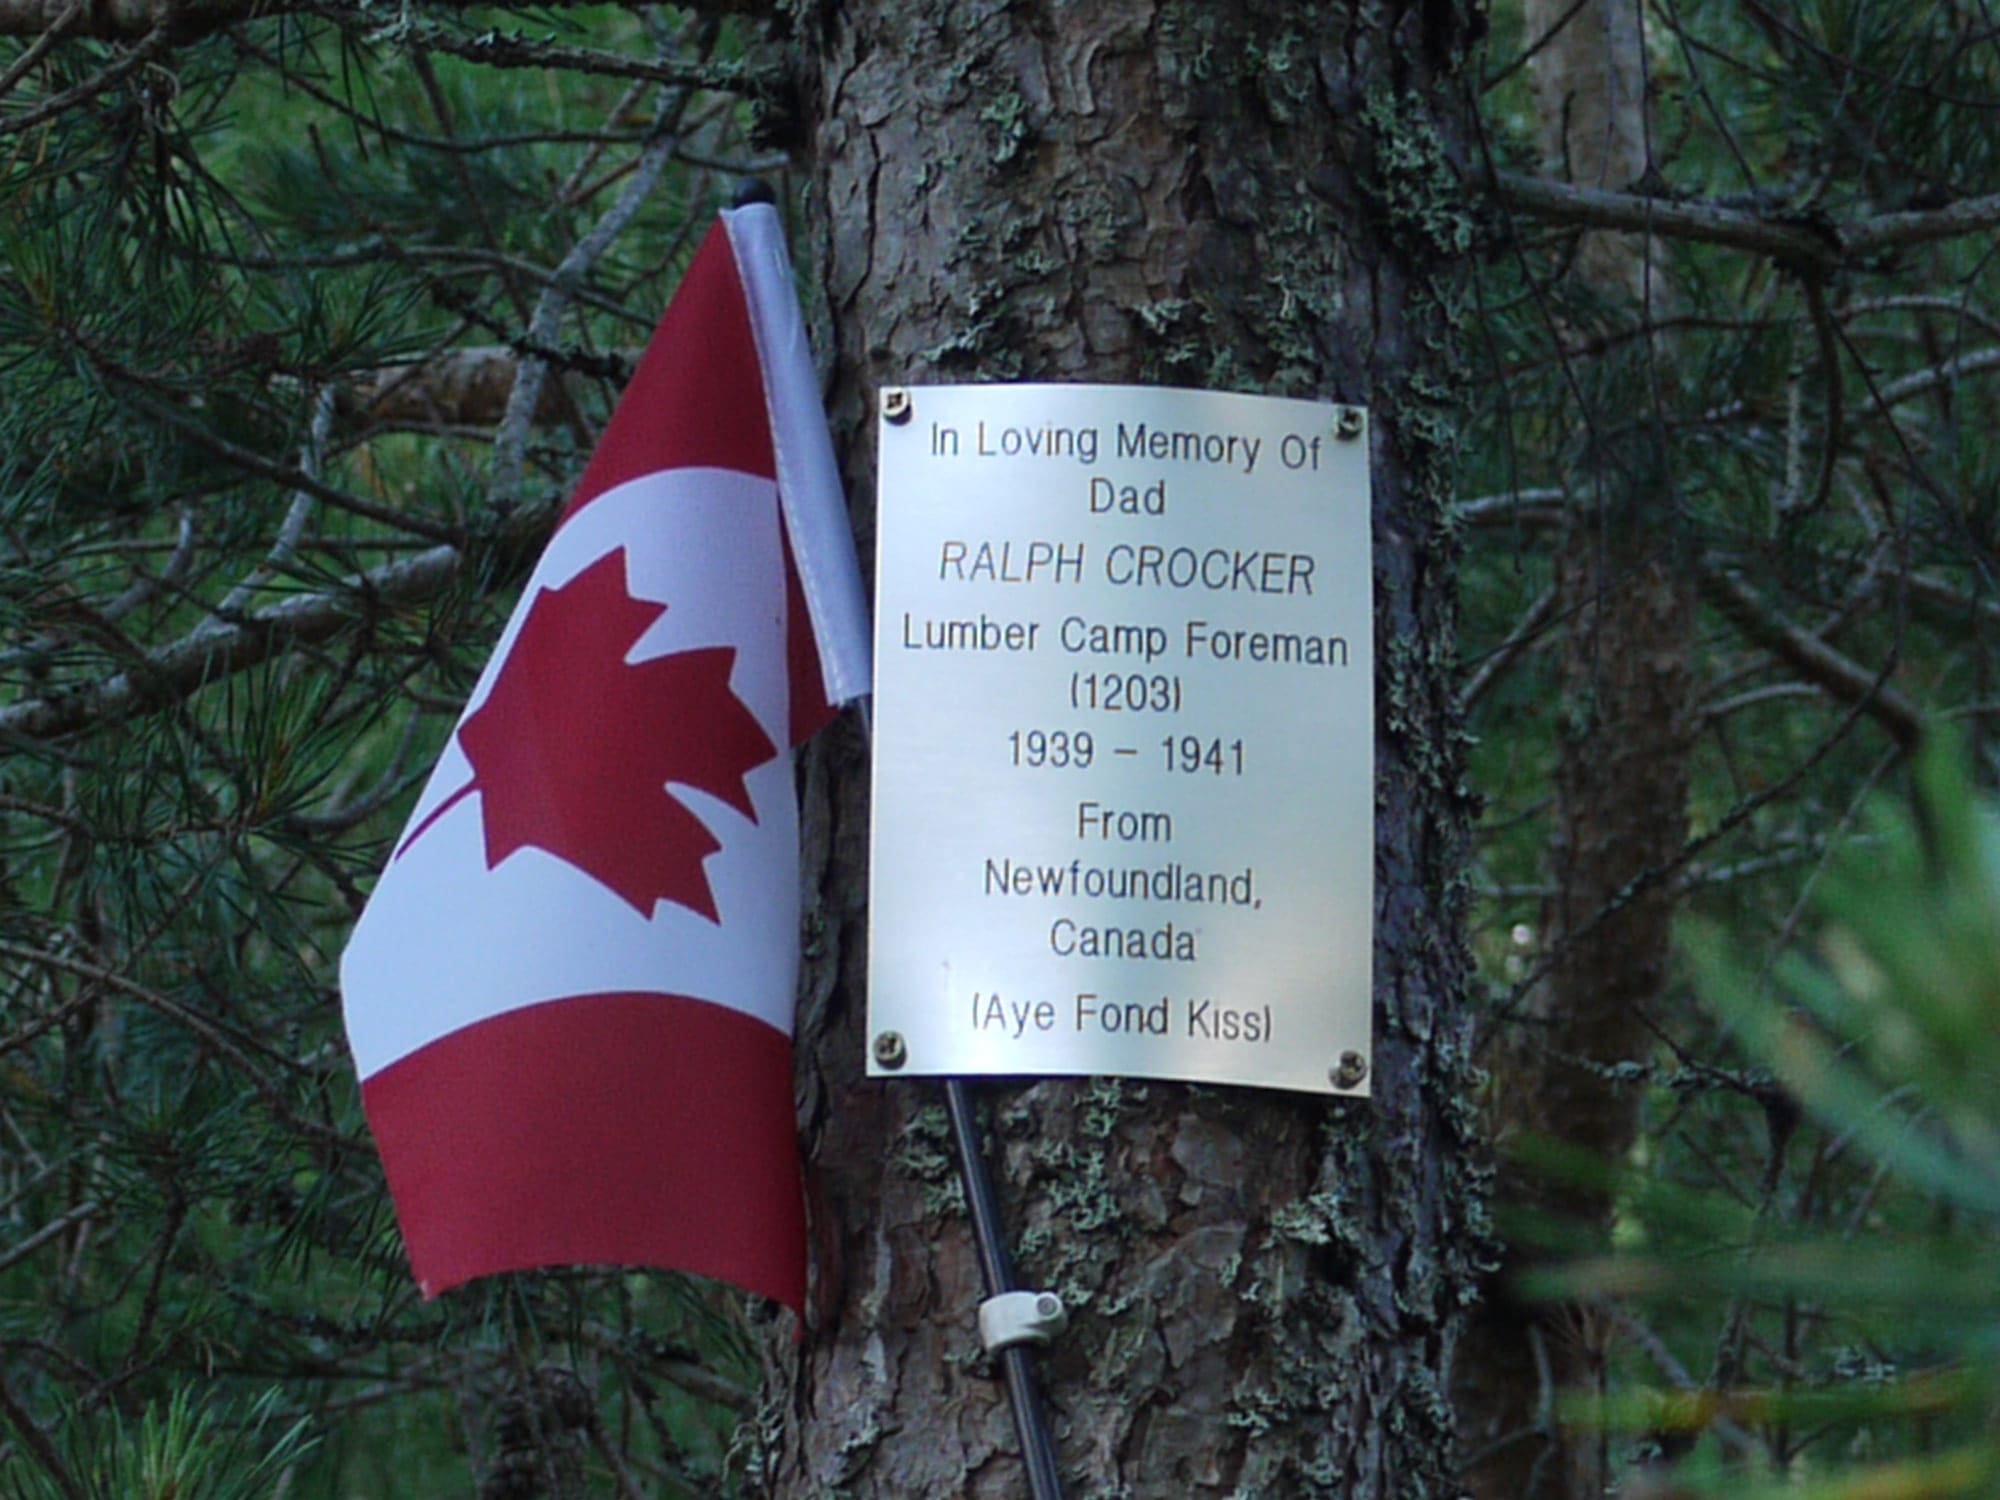 In Loving Memory Of
Dad
RALPH CROCKER
Lumber Camp Foreman
(1203)
1939 - 1941
From
Newfoundland,
Canada
(Aye Fond Kiss)